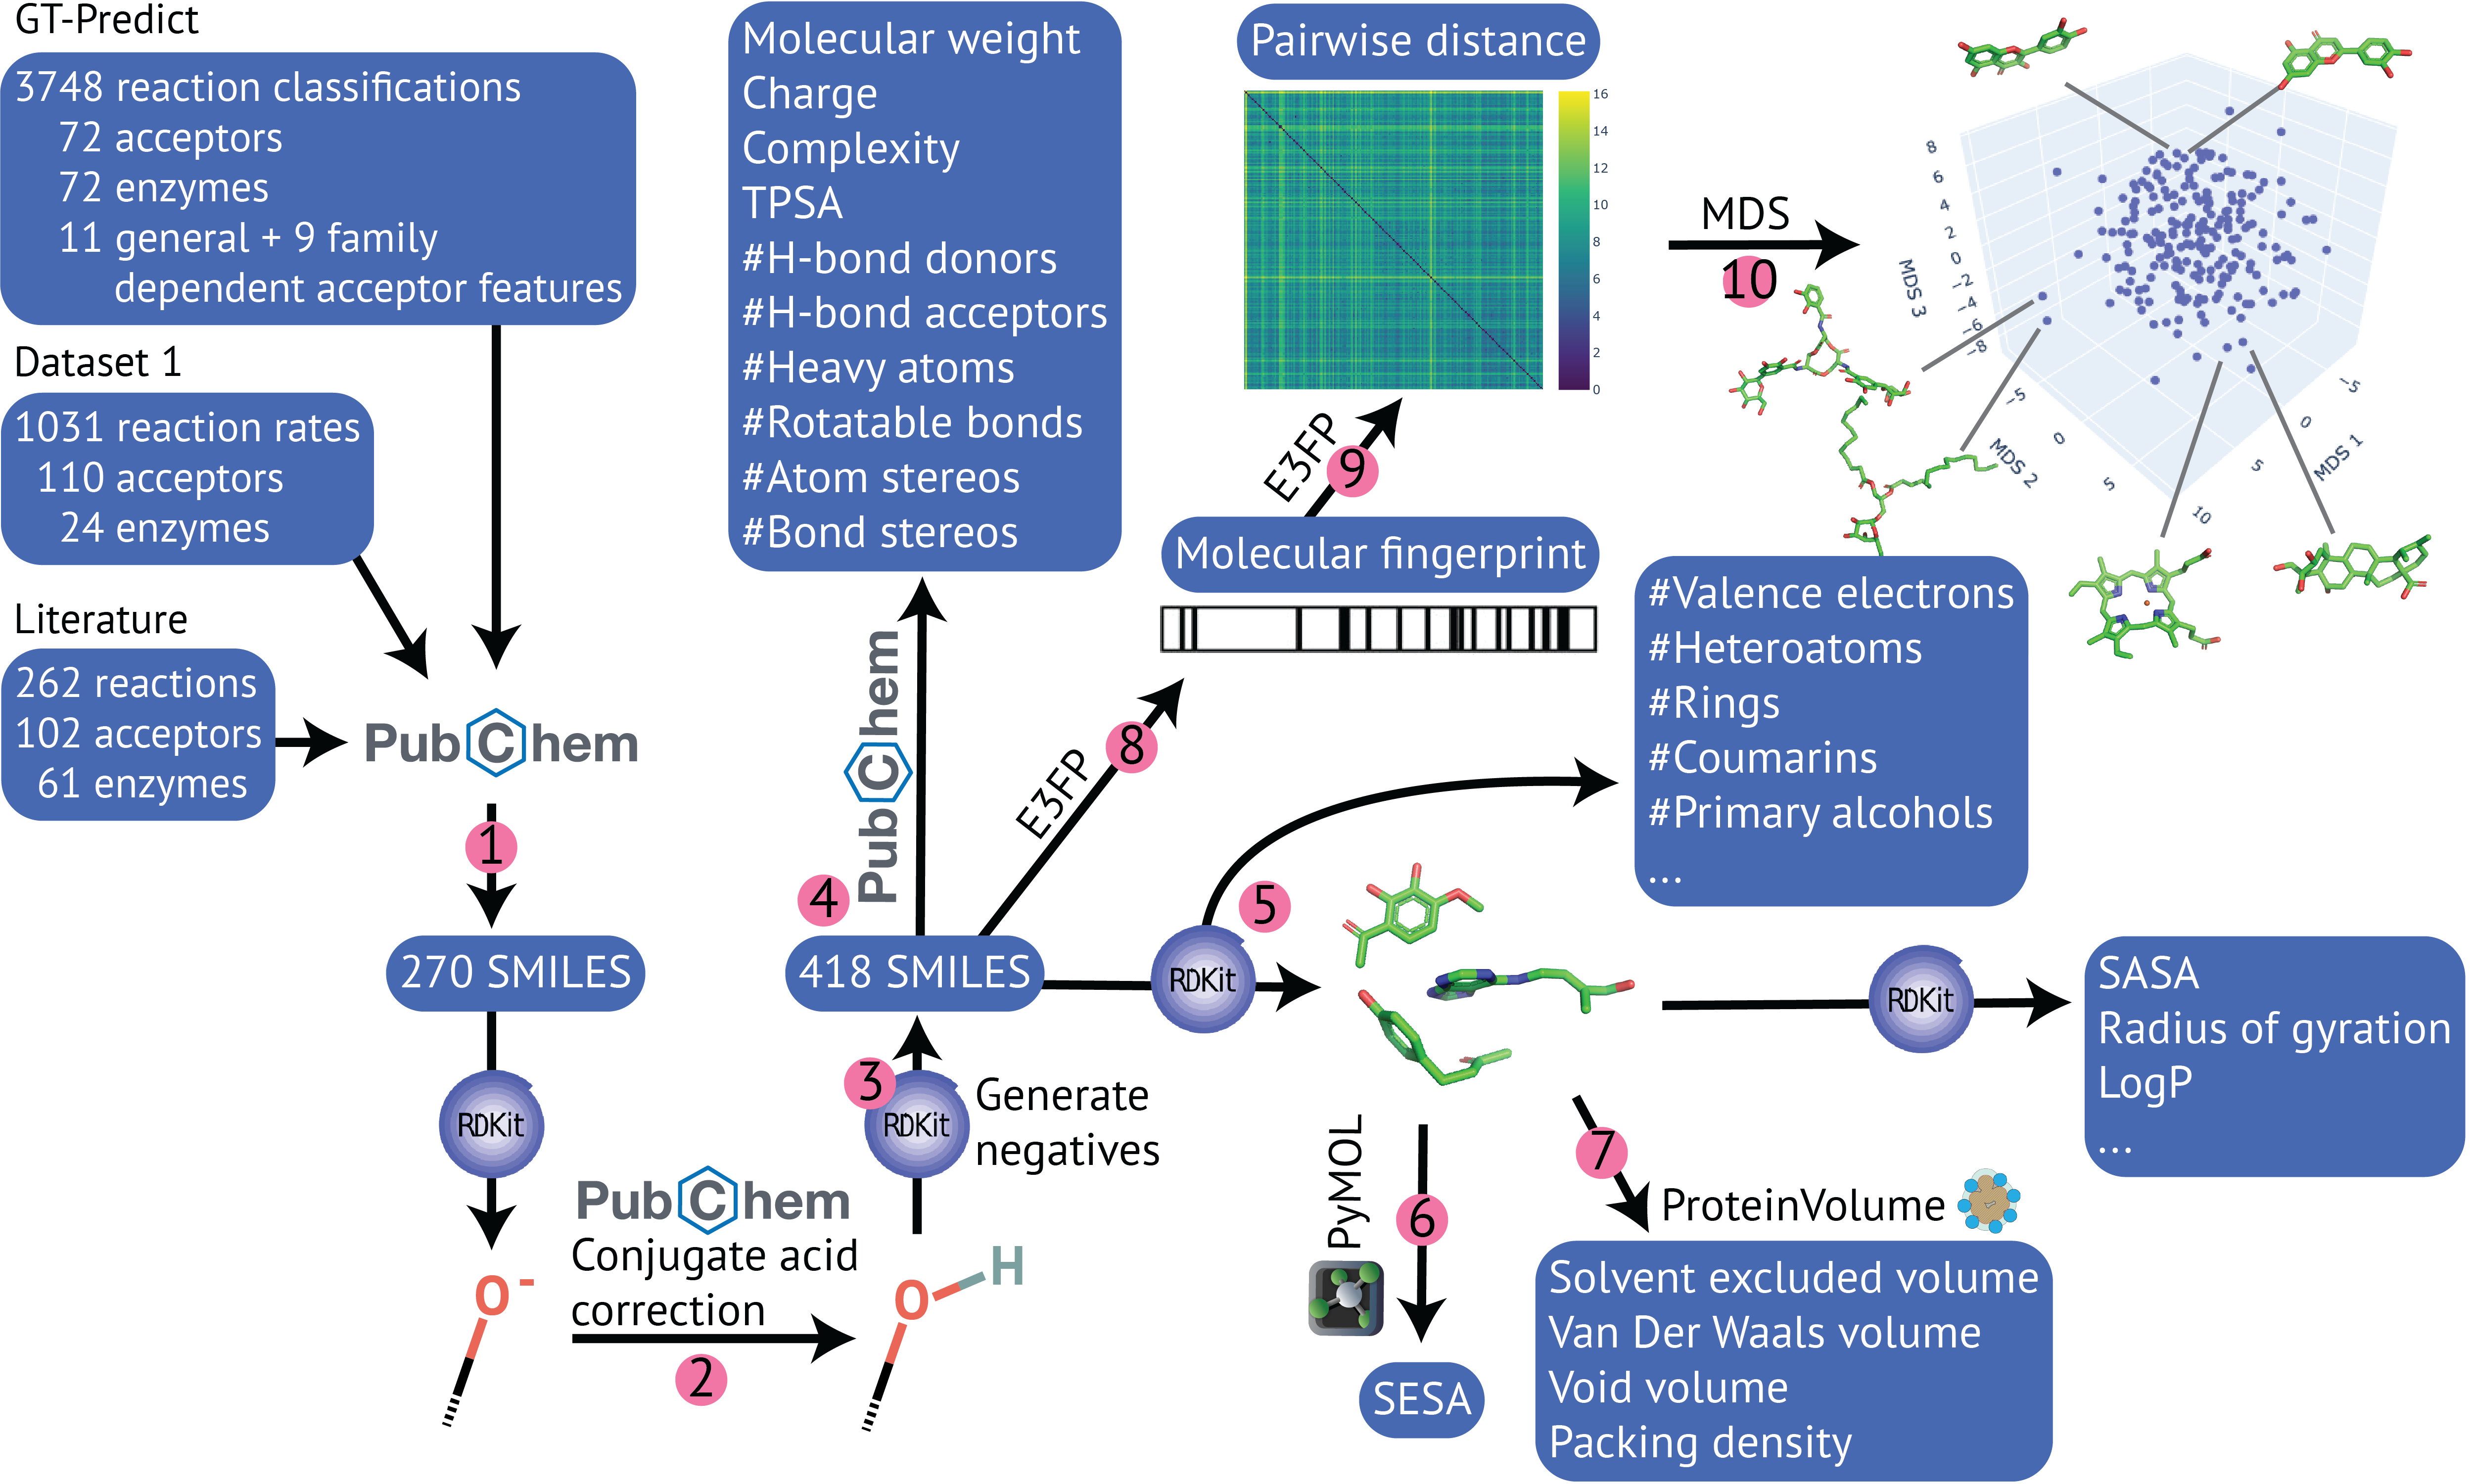 GT-Predict
3748 reaction classifications
72 acceptors
72 enzymes
11 general + 9 family
dependent acceptor features
Dataset 1
1031 reaction rates
110 acceptors
24 enzymes
Literature
262 reactions
102 acceptors
61 enzymes
PubChem
1
270 SMILES
RDKit
O-
PubChem
Conjugate acid
correction
2
O H
3
RDKit
Generate
negatives
418 SMILES
4
PubChem
Molecular weight
Charge
Complexity
TPSA
#H-bond donors
#H-bond acceptors
#Heavy atoms
#Rotatable bonds
#Atom stereos
#Bond stereos
E3FP
8
Molecular fingerprint
E3FP
9
Pairwise distance
16
14
12
10
8
6
4
2
0
MDS
10
8
6
4
2
0
−2
−4
−6
−8
MDS 3
−5
0
5
10
MDS 2
−5
0
5
MDS 1
RDKit
5
#Valence electrons
#Heteroatoms
#Rings
#Coumarins
#Primary alcohols
...
RDKit
SASA
Radius of gyration
LogP
...
PyMOL
6
SESA
7
ProteinVolume
Solvent excluded volume
Van Der Waals volume
Void volume
Packing density